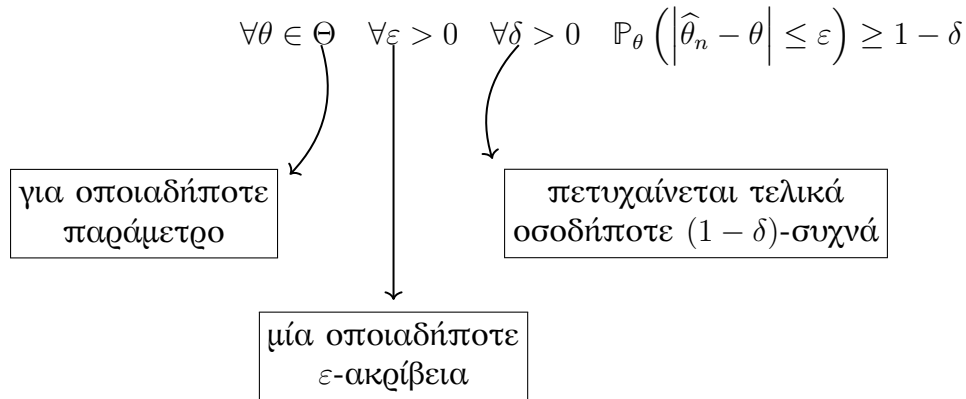 ∀θ ∈ Θ ∀ε > 0 ∀δ > 0 ℙ_θ (|θ̂_n − θ| ≤ ε) ≥ 1 − δ
για οποιαδήποτε
παράμετρο
πετυχαίνεται τελικά
οσοδήποτε (1 − δ)-συχνά
μία οποιαδήποτε
ε-ακρίβεια